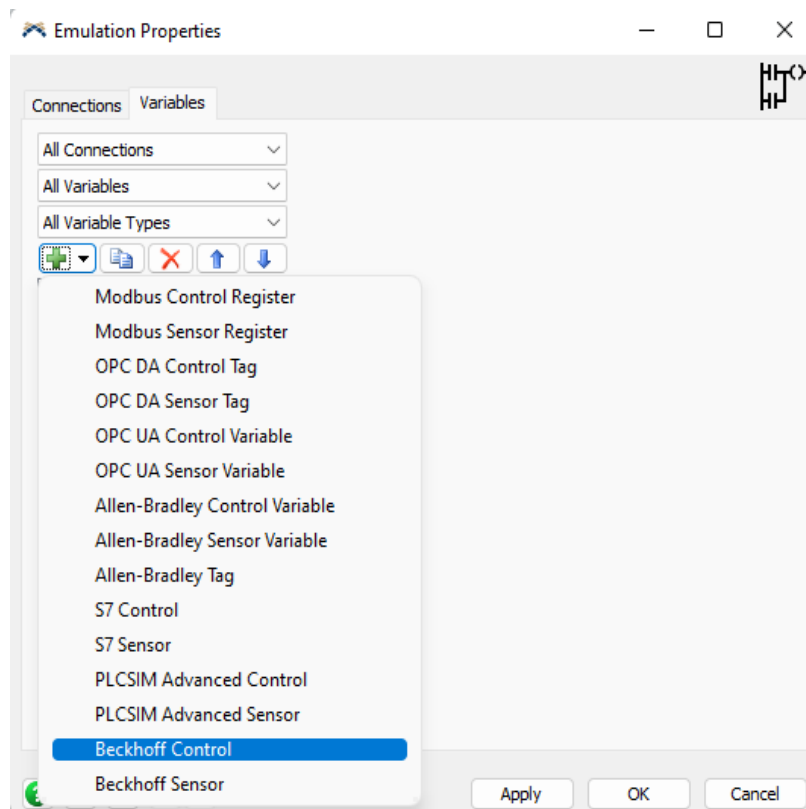 Emulation Properties
Connections
Variables
All Connections
All Variables
All Variable Types
Modbus Control Register
Modbus Sensor Register
OPC DA Control Tag
OPC DA Sensor Tag
OPC UA Control Variable
OPC UA Sensor Variable
Allen-Bradley Control Variable
Allen-Bradley Sensor Variable
Allen-Bradley Tag
S7 Control
S7 Sensor
PLCSIM Advanced Control
PLCSIM Advanced Sensor
Beckhoff Control
Beckhoff Sensor
Apply
OK
Cancel